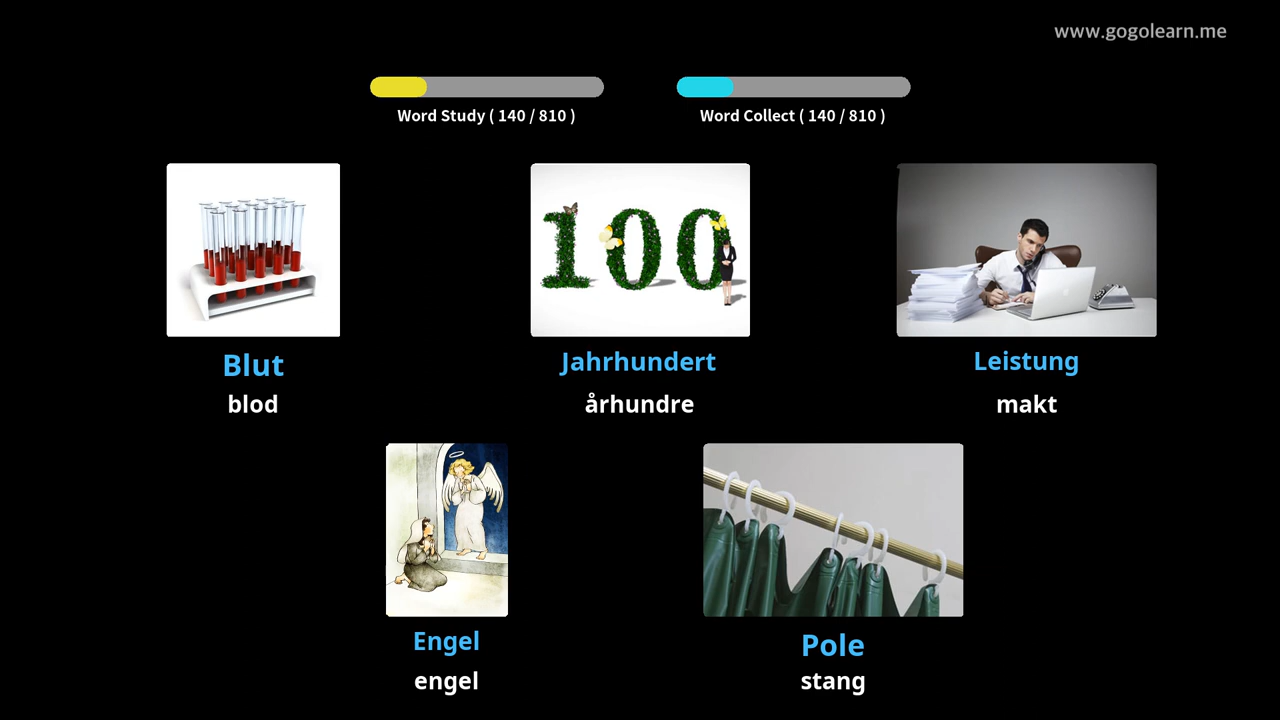 www.gogolearn.me
Word Study ( 140 / 810 )
Word Collect ( 140 / 810 )
Blut
blod
Jahrhundert
århundre
Leistung
makt
Engel
engel
Pole
stang